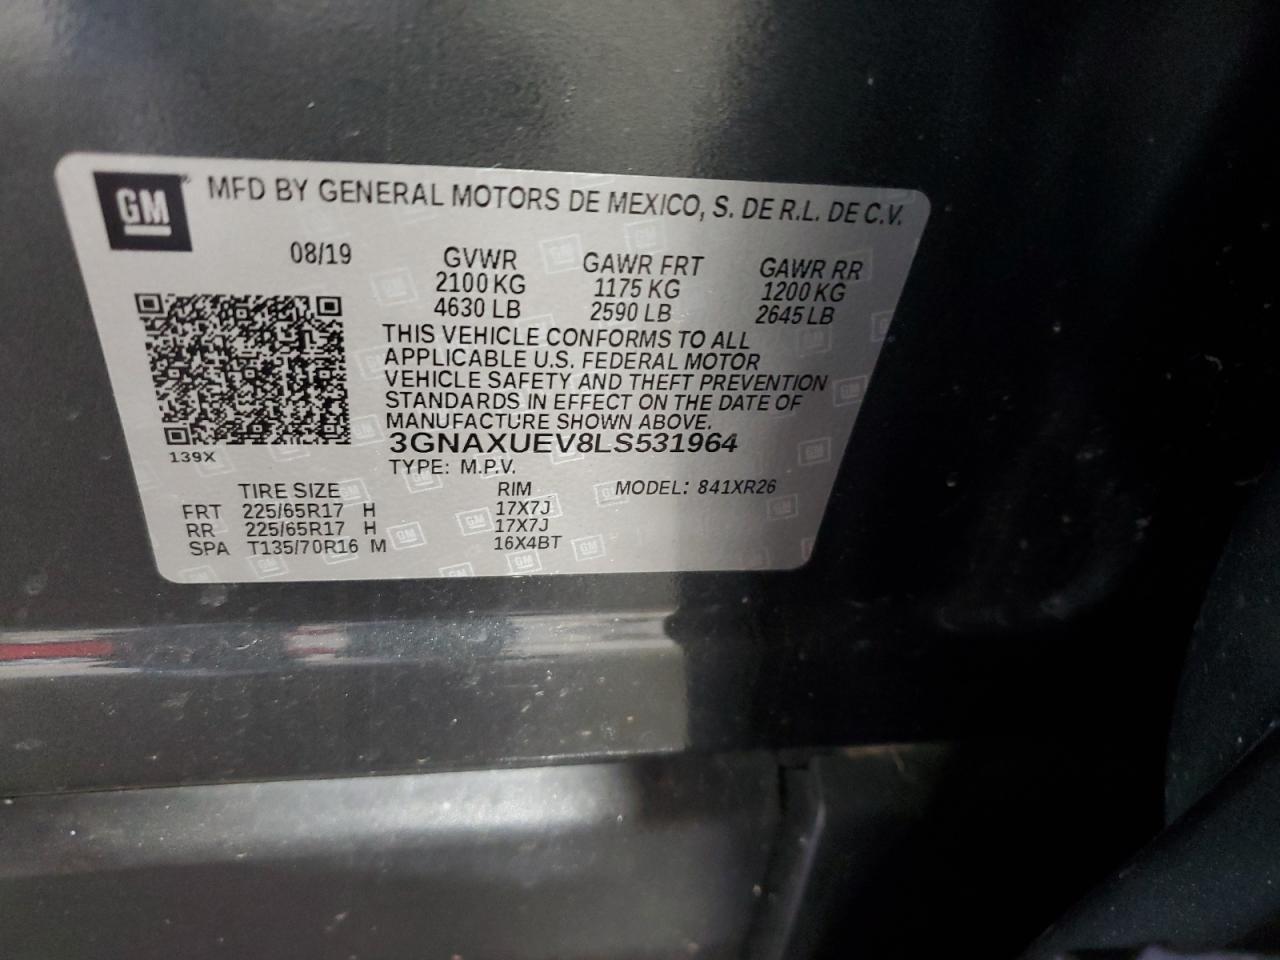 GM
MFD BY GENERAL MOTORS DE MEXICO, S. DE R.L. DE C.V.
08/19 GVWR GAWR FRT GAWR RR
2100 KG 1175 KG 1200 KG
4630 LB 2590 LB 2645 LB
THIS VEHICLE CONFORMS TO ALL
APPLICABLE U.S. FEDERAL MOTOR
VEHICLE SAFETY AND THEFT PREVENTION
STANDARDS IN EFFECT ON THE DATE OF
MANUFACTURE SHOWN ABOVE.
3GNAXUEV8LS531964
139X
TYPE: M.P.V.
TIRE SIZE RIM MODEL: 841XR26
FRT 225/65R17 H 17X7J
RR 225/65R17 H 17X7J
SPA T135/70R16 M 16X4BT